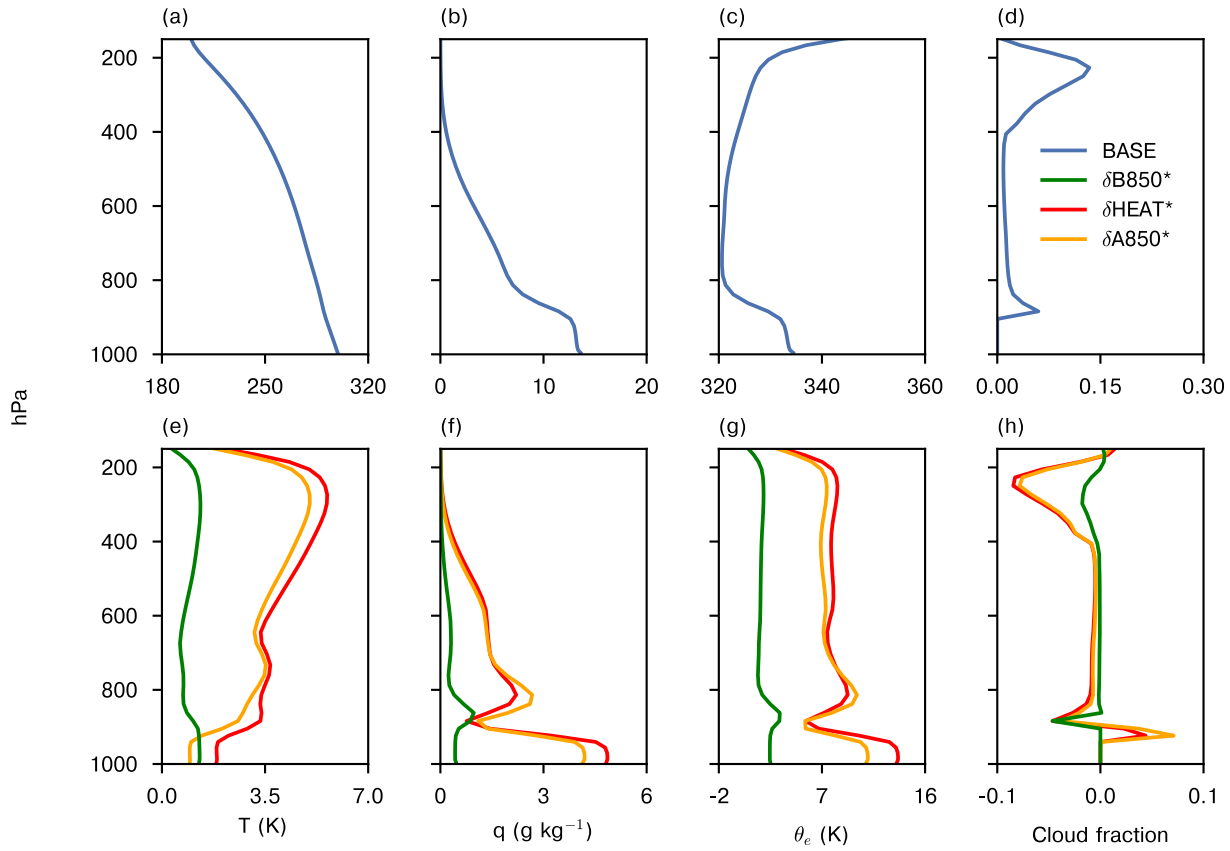 (a) (b) (c) (d)
200
400
600
800
1000
180 250 320 0 10 20 320 340 360 0.00 0.15 0.30
BASE
δB850*
δHEAT*
δA850*
hPa
(e) (f) (g) (h)
200
400
600
800
1000
0.0 3.5 7.0 0 3 6 -2 7 16 -0.1 0.0 0.1
T (K) q (g kg⁻¹) θₑ (K) Cloud fraction